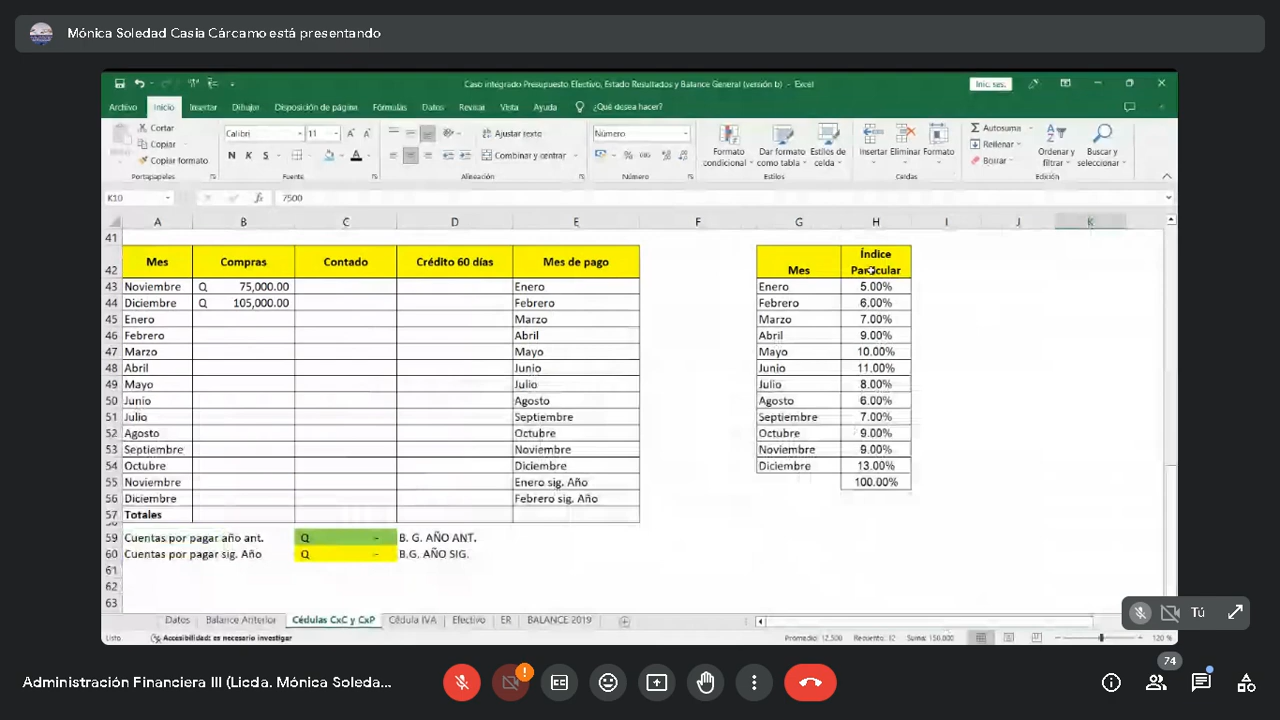 Mónica Soledad Casia Cárcamo está presentando
Caso integrado Presupuesto Efectivo, Estado Resultados y Balance General (versión b) - Excel
Inic. ses.
Archivo Inicio Insertar Dibujar Disposición de página Fórmulas Datos Revisar Vista Ayuda ¿Qué desea hacer?
Cortar
Copiar
Copiar formato
Portapapeles
Calibri 11
N K S
Fuente
Ajustar texto
Combinar y centrar
Alineación
Número
% 000
Número
Formato condicional
Dar formato como tabla
Estilos de celda
Estilos
Insertar Eliminar Formato
Celdas
Autosuma
Rellenar
Borrar
Ordenar y filtrar
Buscar y seleccionar
Edición
K10 fx 7500
A B C D E F G H I J K
41
42 Mes Compras Contado Crédito 60 días Mes de pago Mes Índice Particular
43 Noviembre Q 75,000.00 Enero Enero 5.00%
44 Diciembre Q 105,000.00 Febrero Febrero 6.00%
45 Enero Marzo Marzo 7.00%
46 Febrero Abril Abril 9.00%
47 Marzo Mayo Mayo 10.00%
48 Abril Junio Junio 11.00%
49 Mayo Julio Julio 8.00%
50 Junio Agosto Agosto 6.00%
51 Julio Septiembre Septiembre 7.00%
52 Agosto Octubre Octubre 9.00%
53 Septiembre Noviembre Noviembre 9.00%
54 Octubre Diciembre Diciembre 13.00%
55 Noviembre Enero sig. Año 100.00%
56 Diciembre Febrero sig. Año
57 Totales
59 Cuentas por pagar año ant. Q - B. G. AÑO ANT.
60 Cuentas por pagar sig. Año Q - B.G. AÑO SIG.
61
62
63
Datos Balance Anterior Cédulas CxC y CxP Cédula IVA Efectivo ER BALANCE 2019
Listo Accesibilidad: es necesario investigar Promedio: 12,500 Recuento: 12 Suma: 150,000 120 %
Tú
74
Administración Financiera III (Licda. Mónica Soleda...